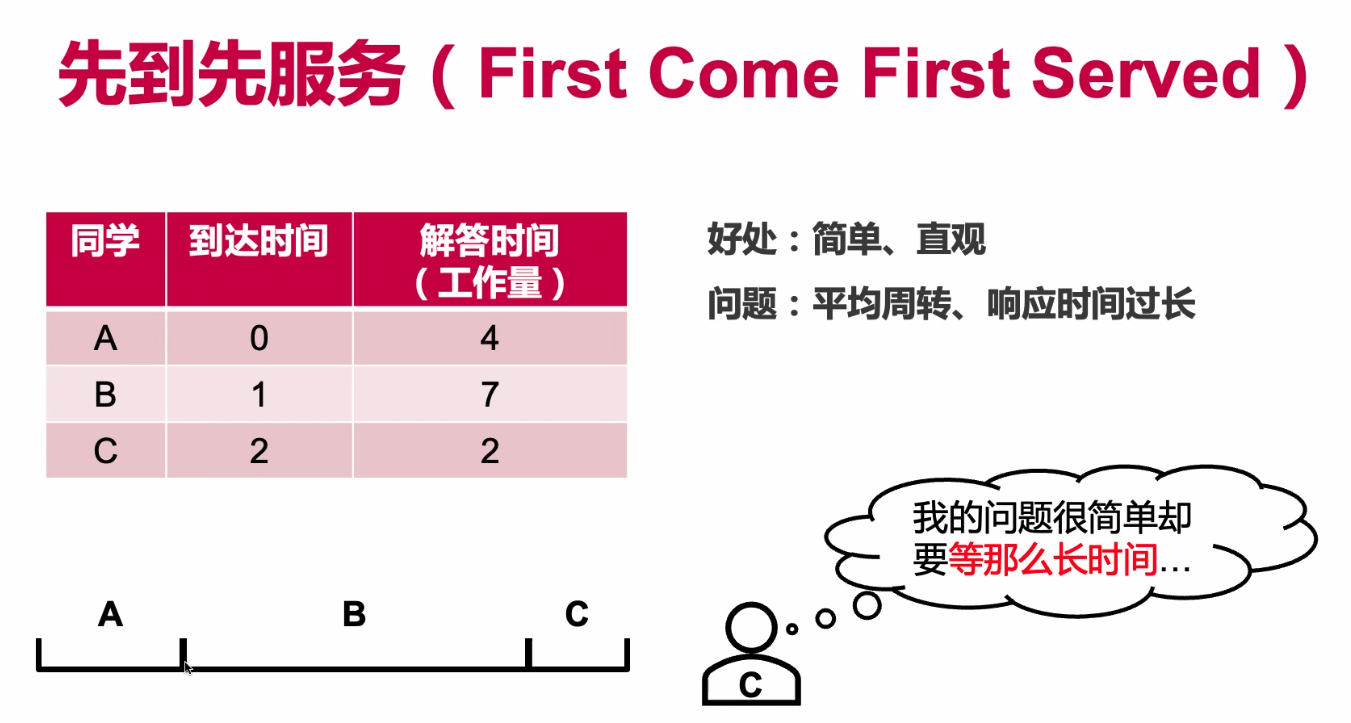 先到先服务（First Come First Served）
同学 到达时间 解答时间
（工作量）
A 0 4
B 1 7
C 2 2
好处：简单、直观
问题：平均周转、响应时间过长
我的问题很简单却
要等那么长时间...
A B C
C